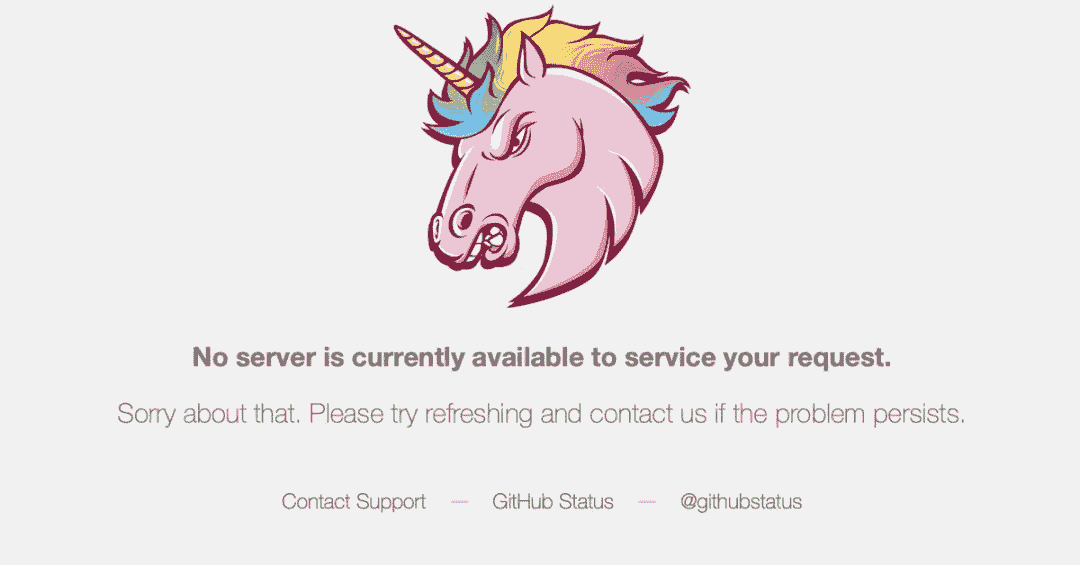 No server is currently available to service your request.
Sorry about that. Please try refreshing and contact us if the problem persists.
Contact Support — GitHub Status — @githubstatus